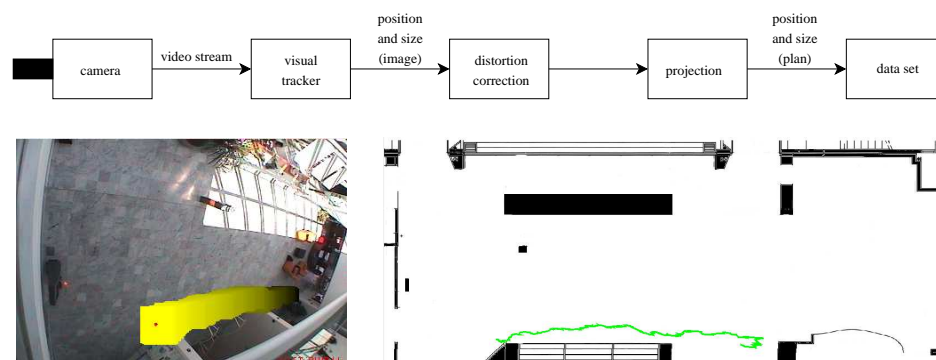 position
and size
(image)
position
and size
(plan)
camera
video stream
visual
tracker
distortion
correction
projection
data set